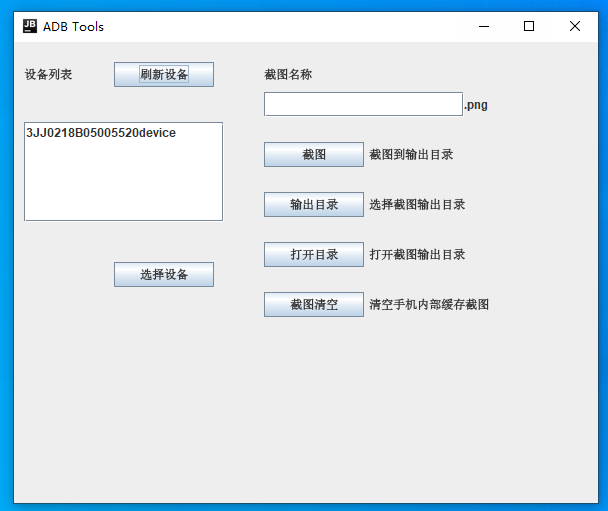 JB ADB Tools
设备列表 刷新设备
3JJ0218B05005520device
选择设备
截图名称
.png
截图 截图到输出目录
输出目录 选择截图输出目录
打开目录 打开截图输出目录
截图清空 清空手机内部缓存截图